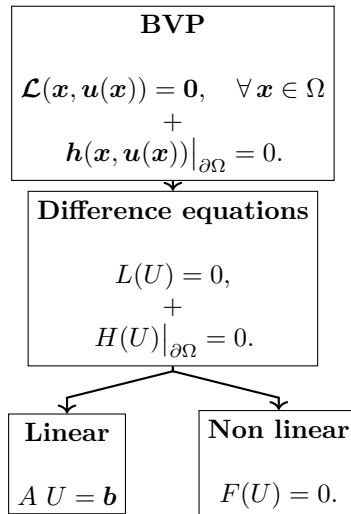 BVP
𝓛(𝒙, 𝒖(𝒙)) = 𝟎, ∀ 𝒙 ∈ Ω
+
𝒉(𝒙, 𝒖(𝒙))|∂Ω = 0.
Difference equations
L(U) = 0,
+
H(U)|∂Ω = 0.
Linear
A U = 𝒃
Non linear
F(U) = 0.